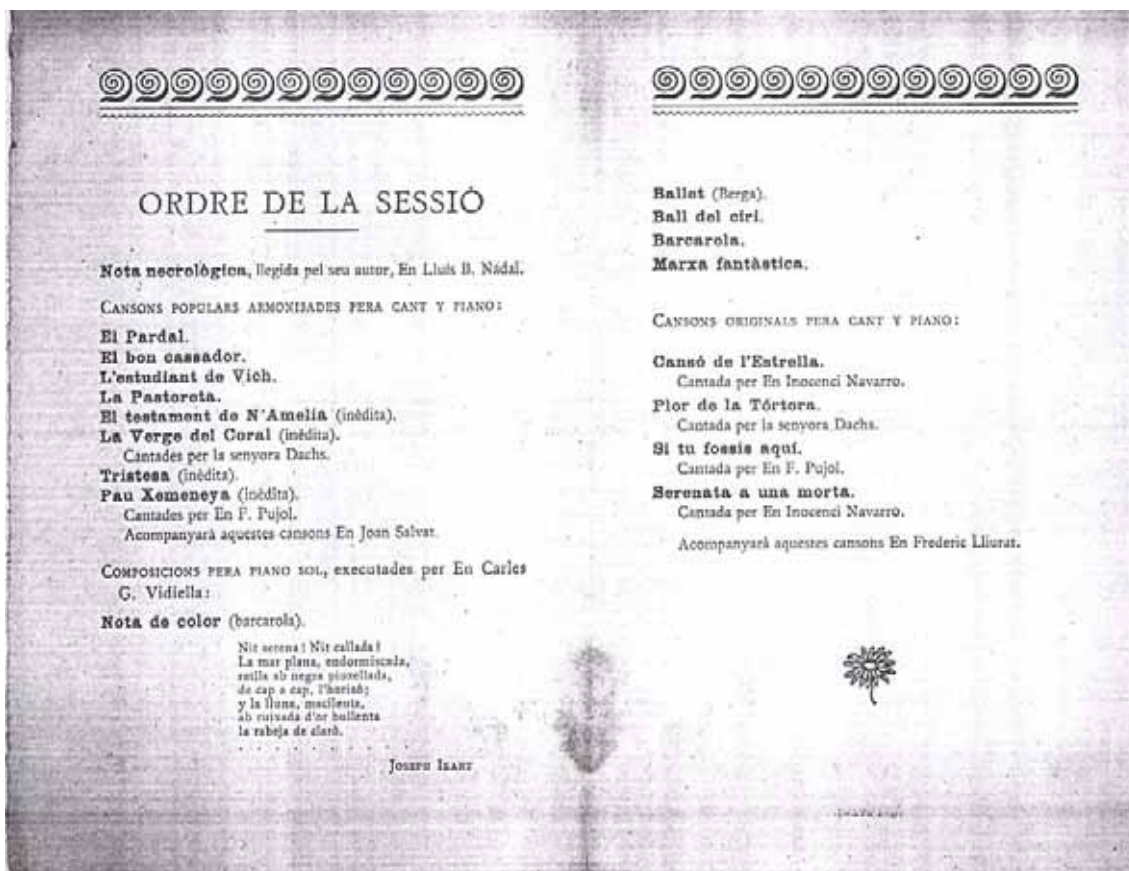 ORDRE DE LA SESSIÓ
Nota necrològica, llegida pel seu autor, En Lluís B. Nadal.
CANSONS POPULARS ARMONISADES PERA CANT Y PIANO:
El Pardal.
El bon cassador.
L'estudiant de Vich.
La Pastoreta.
El testament de N'Amelia (inèdita).
La Verge del Coral (inèdita).
Cantades per la senyora Dachs.
Tristesa (inèdita).
Pau Xemeneya (inèdita).
Cantades per En F. Pujol.
Acompanyarà aquestes cansons En Joan Salvat.
COMPOSICIONS PERA PIANO SOL, executades per En Carles
G. Vidiella:
Nota de color (barcarola).
Nit serena! Nit callada!
La mar plana, endormiscada,
ratlla ab negra pinzellada,
de cap a cap, l'horisó;
y la lluna, macilenta,
ab ruixada d'or bullenta
la rabeja de claró.
. . . . . . . . . .
JOSEPH IXART
Ballet (Berga).
Ball del ciri.
Barcarola.
Marxa fantàstica.
CANSONS ORIGINALS PERA CANT Y PIANO:
Cansó de l'Estrella.
Cantada per En Inocenci Navarro.
Plor de la Tórtora.
Cantada per la senyora Dachs.
Si tu fossis aquí.
Cantada per En F. Pujol.
Serenata a una morta.
Cantada per En Inocenci Navarro.
Acompanyarà aquestes cansons En Frederic Lliurat.